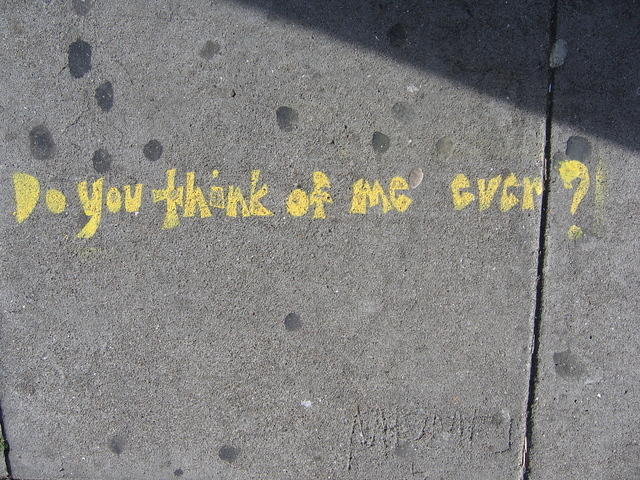 Do you think of me ever?